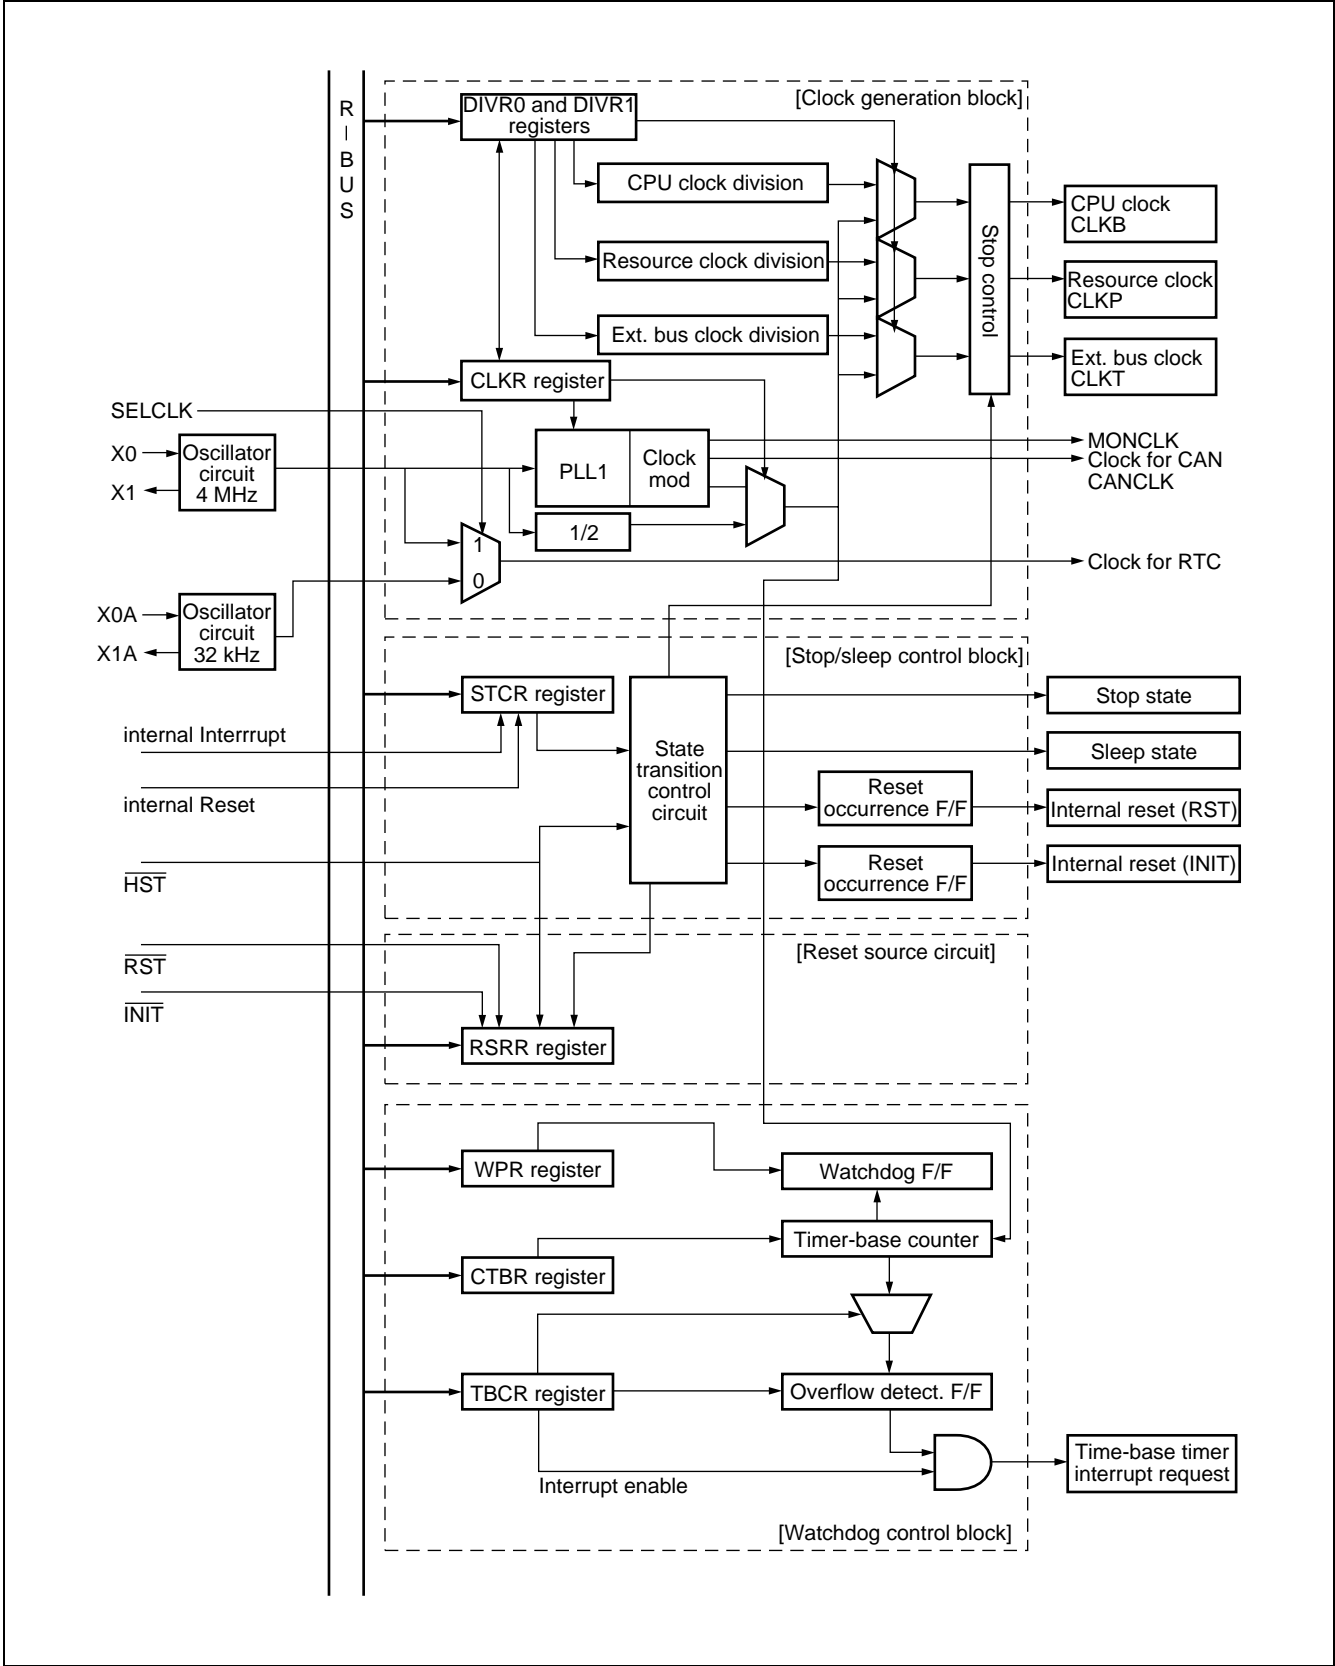 R
I
B
U
S
[Clock generation block]
DIVR0 and DIVR1
registers
CPU clock division
Resource clock division
Ext. bus clock division
Stop control
CPU clock
CLKB
Resource clock
CLKP
Ext. bus clock
CLKT
CLKR register
SELCLK
X0
X1
Oscillator
circuit
4 MHz
PLL1
Clock
mod
1/2
1
0
MONCLK
Clock for CAN
CANCLK
Clock for RTC
X0A
X1A
Oscillator
circuit
32 kHz
[Stop/sleep control block]
STCR register
internal Interrrupt
internal Reset
HST
State
transition
control
circuit
Stop state
Sleep state
Reset
occurrence F/F
Internal reset (RST)
Reset
occurrence F/F
Internal reset (INIT)
[Reset source circuit]
RST
INIT
RSRR register
WPR register
Watchdog F/F
Timer-base counter
CTBR register
TBCR register
Overflow detect. F/F
Interrupt enable
Time-base timer
interrupt request
[Watchdog control block]